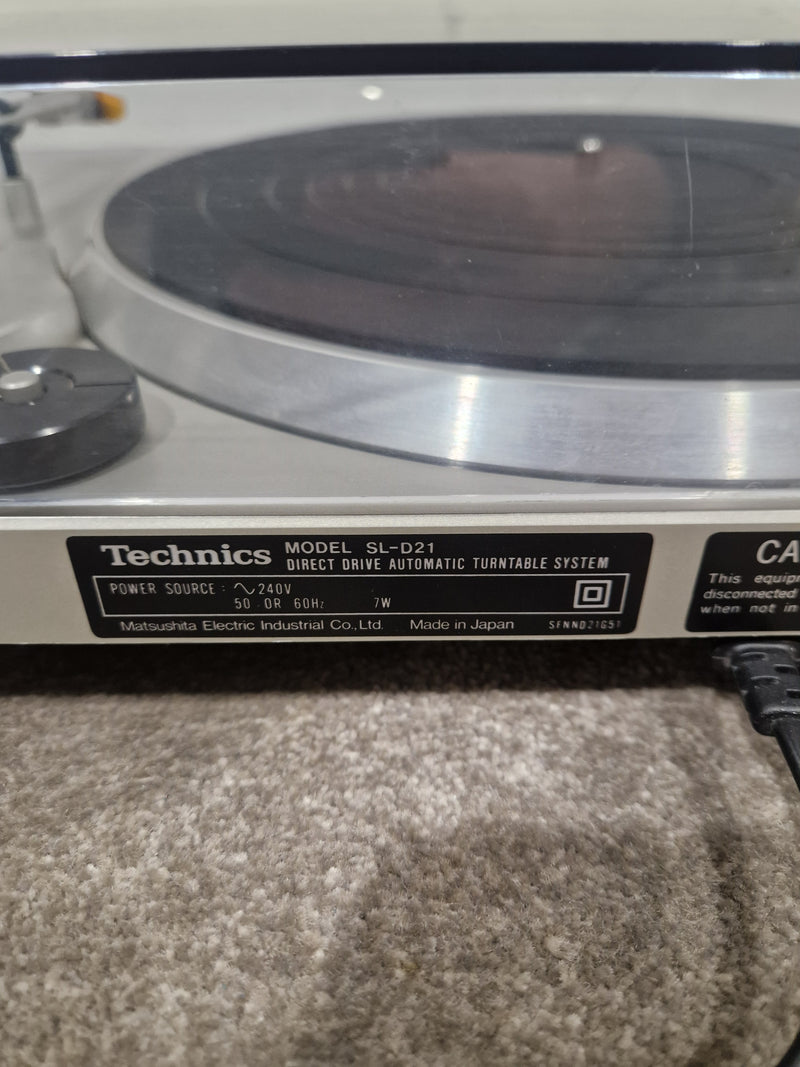 Technics MODEL SL-D21
DIRECT DRIVE AUTOMATIC TURNTABLE SYSTEM
POWER SOURCE : ∿ 240V
50 OR 60Hz 7W
Matsushita Electric Industrial Co.,Ltd. Made in Japan SFNND21G51
CA
This equip
disconnected
when not in